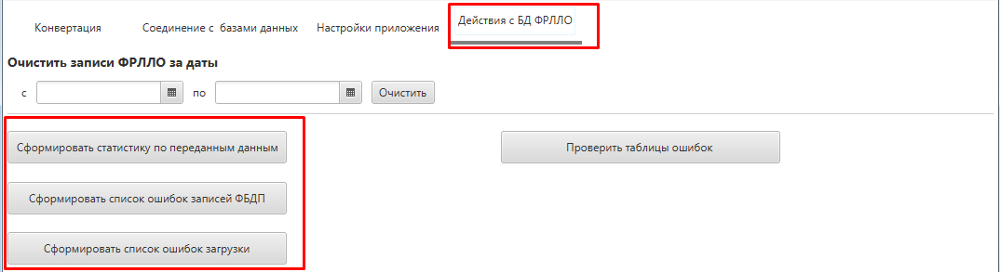 Конвертация
Соединение с базами данных
Настройки приложения
Действия с БД ФРЛЛО
Очистить записи ФРЛЛО за даты
с
по
Очистить
Сформировать статистику по переданным данным
Проверить таблицы ошибок
Сформировать список ошибок записей ФБДП
Сформировать список ошибок загрузки